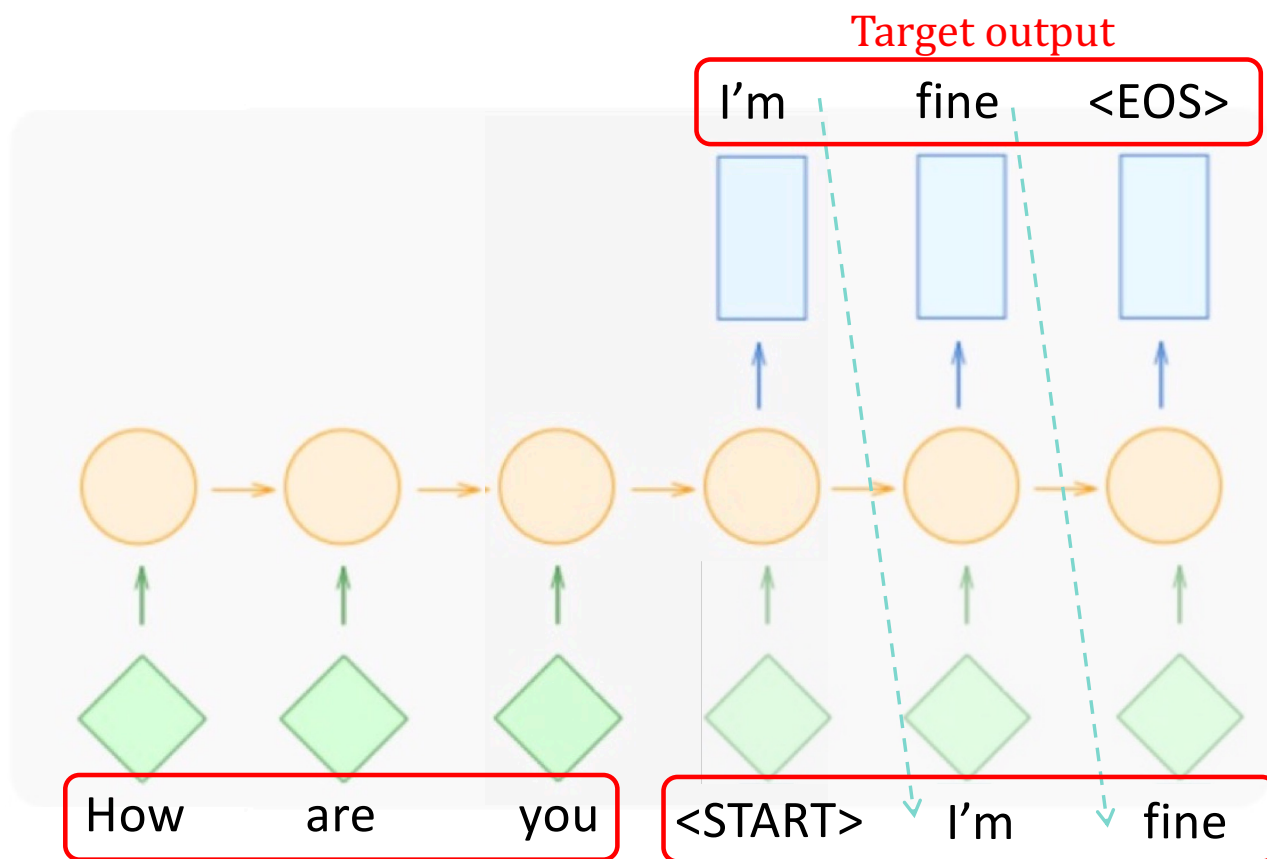 Target output
I’m fine <EOS>
How are you <START> I’m fine